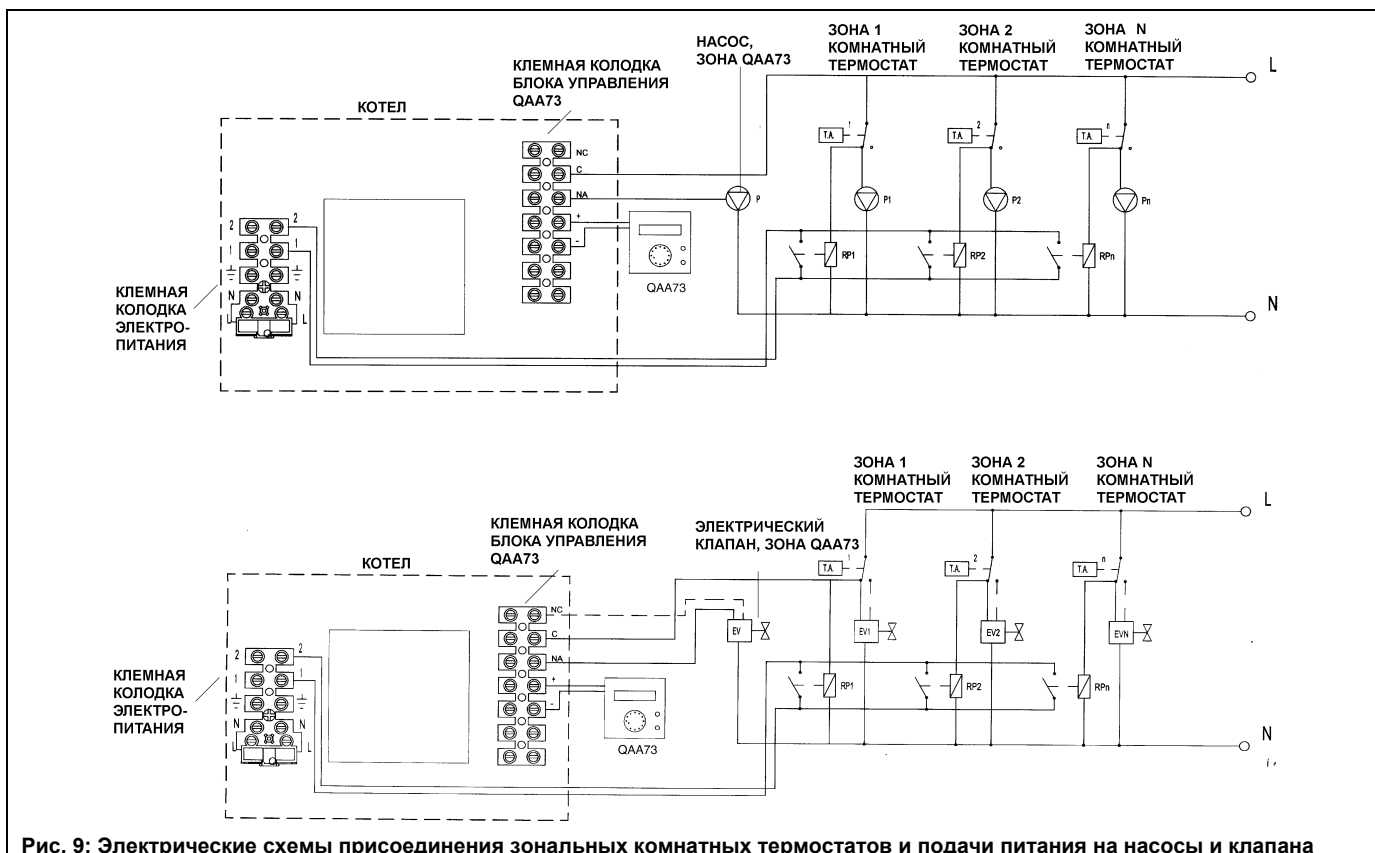 НАСОС,
ЗОНА QAA73
ЗОНА 1
КОМНАТНЫЙ
ТЕРМОСТАТ
ЗОНА 2
КОМНАТНЫЙ
ТЕРМОСТАТ
ЗОНА N
КОМНАТНЫЙ
ТЕРМОСТАТ
КЛЕМНАЯ КОЛОДКА
БЛОКА УПРАВЛЕНИЯ
QAA73
КОТЕЛ
L
NC
C
NA
+
-
P
T.A.
1
T.A.
2
T.A.
n
P1
P2
Pn
2
2
1
1
N
N
L
L
RP1
RP2
RPn
QAA73
N
КЛЕМНАЯ
КОЛОДКА
ЭЛЕКТРО-
ПИТАНИЯ
ЗОНА 1
КОМНАТНЫЙ
ТЕРМОСТАТ
ЗОНА 2
КОМНАТНЫЙ
ТЕРМОСТАТ
ЗОНА N
КОМНАТНЫЙ
ТЕРМОСТАТ
КЛЕМНАЯ КОЛОДКА
БЛОКА УПРАВЛЕНИЯ
QAA73
ЭЛЕКТРИЧЕСКИЙ
КЛАПАН, ЗОНА QAA73
КОТЕЛ
L
NC
C
NA
+
-
T.A.
1
T.A.
2
T.A.
n
EV
EV1
EV2
EVN
2
2
1
1
N
N
L
L
RP1
RP2
RPn
QAA73
N
КЛЕМНАЯ
КОЛОДКА
ЭЛЕКТРО-
ПИТАНИЯ
Рис. 9: Электрические схемы присоединения зональных комнатных термостатов и подачи питания на насосы и клапана